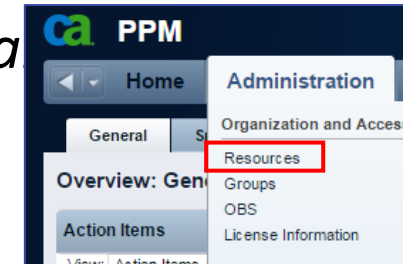 a
ca PPM
Home Administration
General
Organization and Access
Resources
Overview: Gen
Groups
OBS
Action Items
License Information
View: Action Items